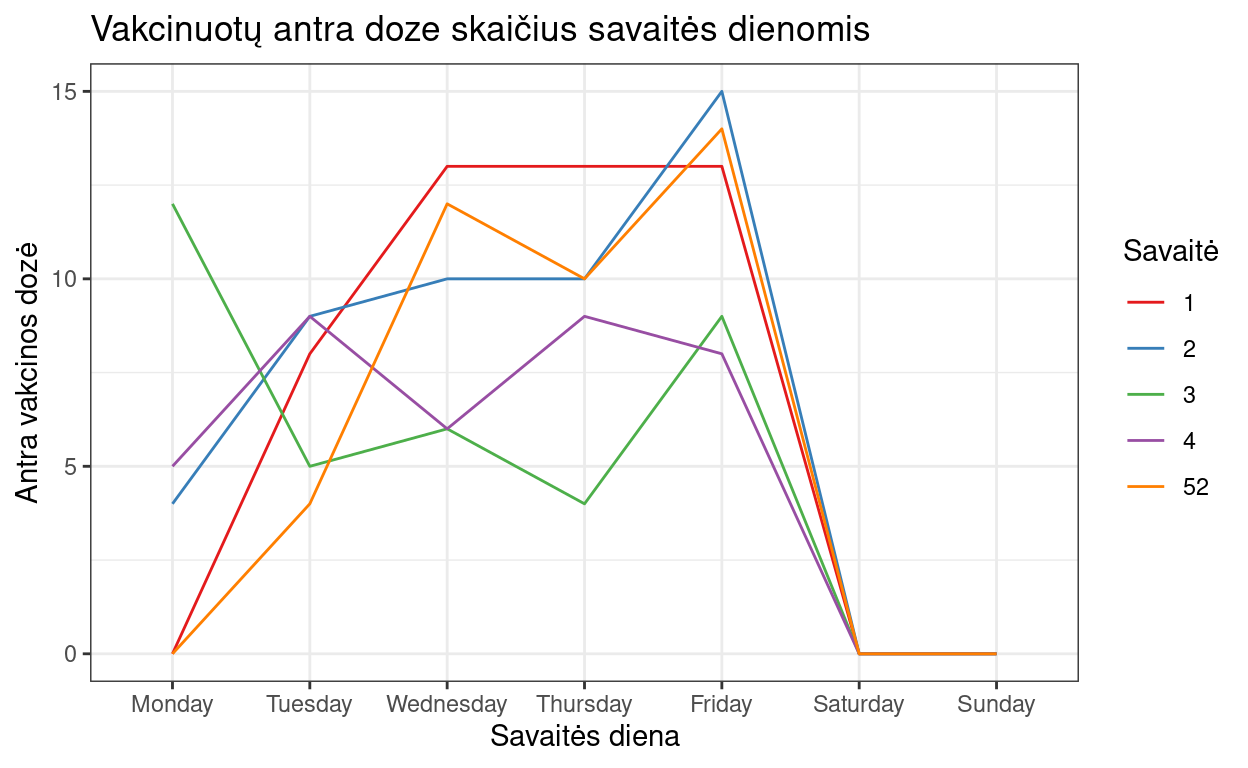 Vakcinuotų antra doze skaičius savaitės dienomis
Antra vakcinos dozė
15
10
5
0
Monday Tuesday Wednesday Thursday Friday Saturday Sunday
Savaitės diena
Savaitė
1
2
3
4
52